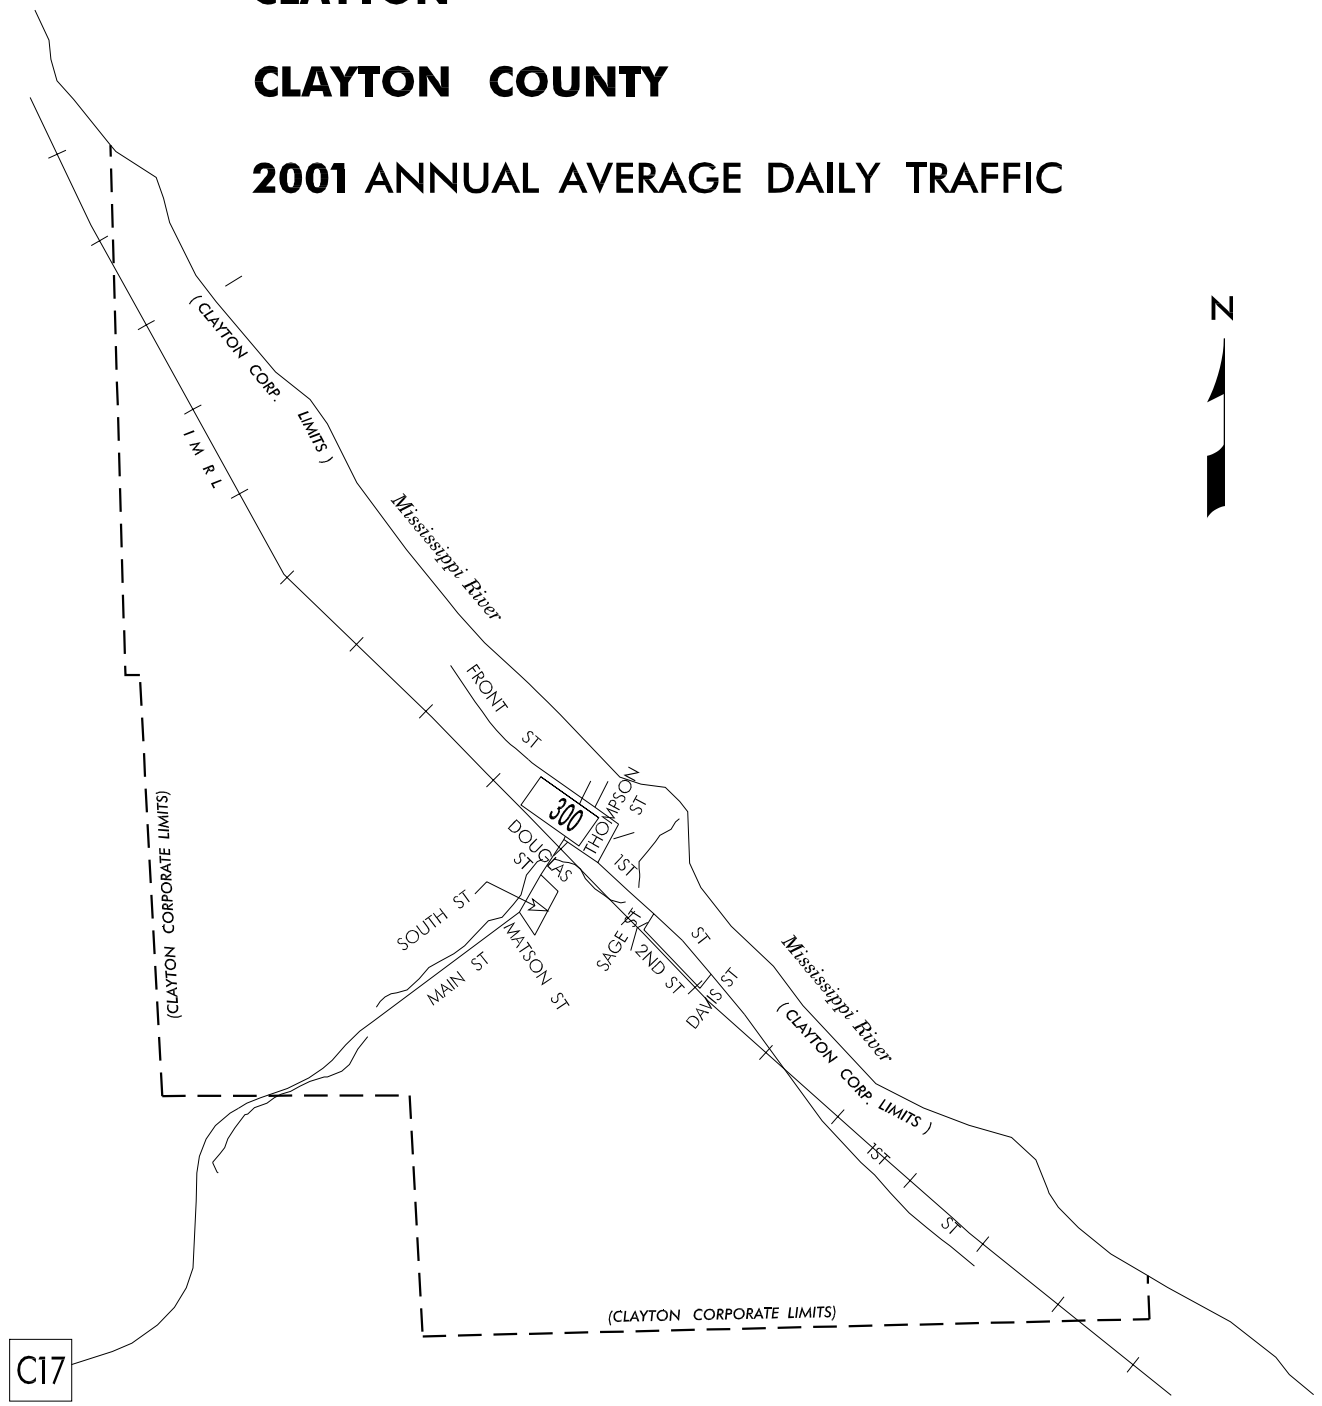 CLAYTON
CLAYTON COUNTY
2001 ANNUAL AVERAGE DAILY TRAFFIC
N
(CLAYTON CORP. LIMITS)
I M R L
Mississippi River
FRONT ST
THOMPSON ST
300
DOUGLAS ST
1ST ST
SOUTH ST
MATSON ST
MAIN ST
SAGE ST
2ND ST
DAVIS ST
(CLAYTON CORPORATE LIMITS)
Mississippi River
(CLAYTON CORP. LIMITS)
1ST ST
(CLAYTON CORPORATE LIMITS)
C17